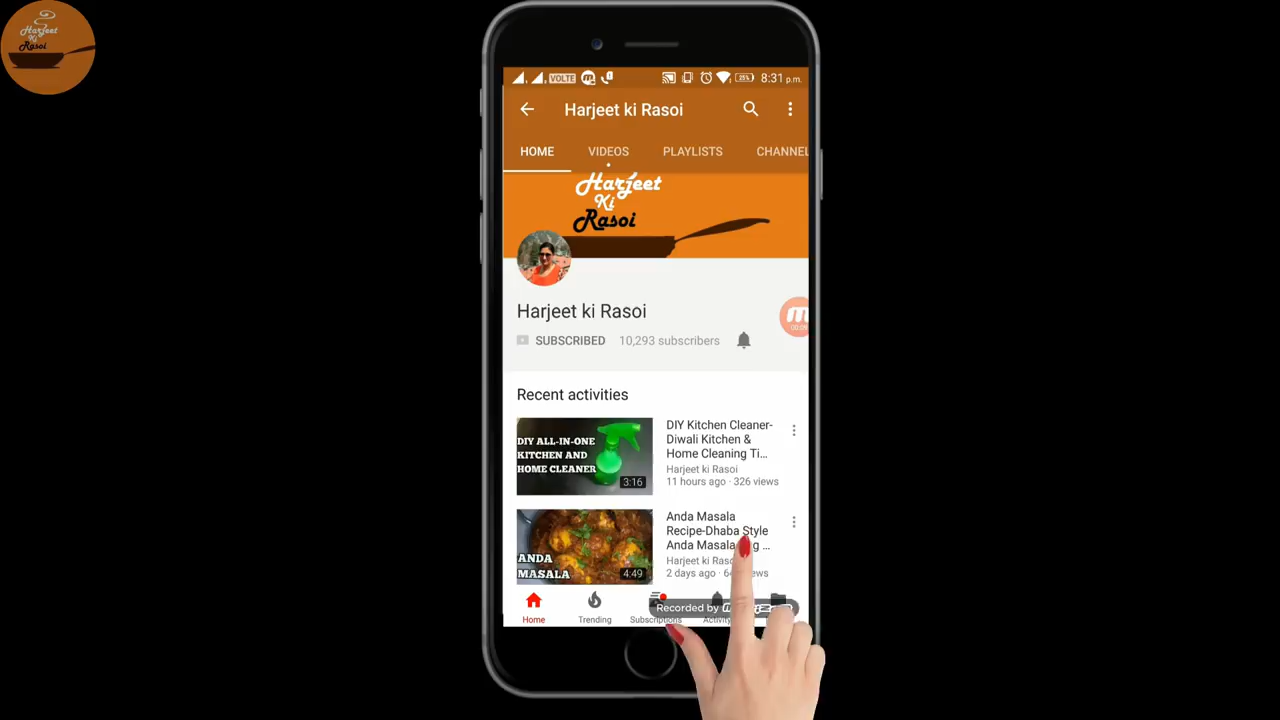 Harjeet
Ki
Rasoi
VOLTE
25%
8:31 p.m.
Harjeet ki Rasoi
HOME
VIDEOS
PLAYLISTS
CHANNEL
Harjeet
Ki
Rasoi
Harjeet ki Rasoi
SUBSCRIBED
10,293 subscribers
Recent activities
DIY ALL-IN-ONE
KITCHEN AND
HOME CLEANER
3:16
DIY Kitchen Cleaner-
Diwali Kitchen &
Home Cleaning Ti...
Harjeet ki Rasoi
11 hours ago · 326 views
ANDA
MASALA
4:49
Anda Masala
Recipe-Dhaba Style
Anda Masala
Harjeet ki
2 days ago
Home
Trending
Subscriptions
Recorded by